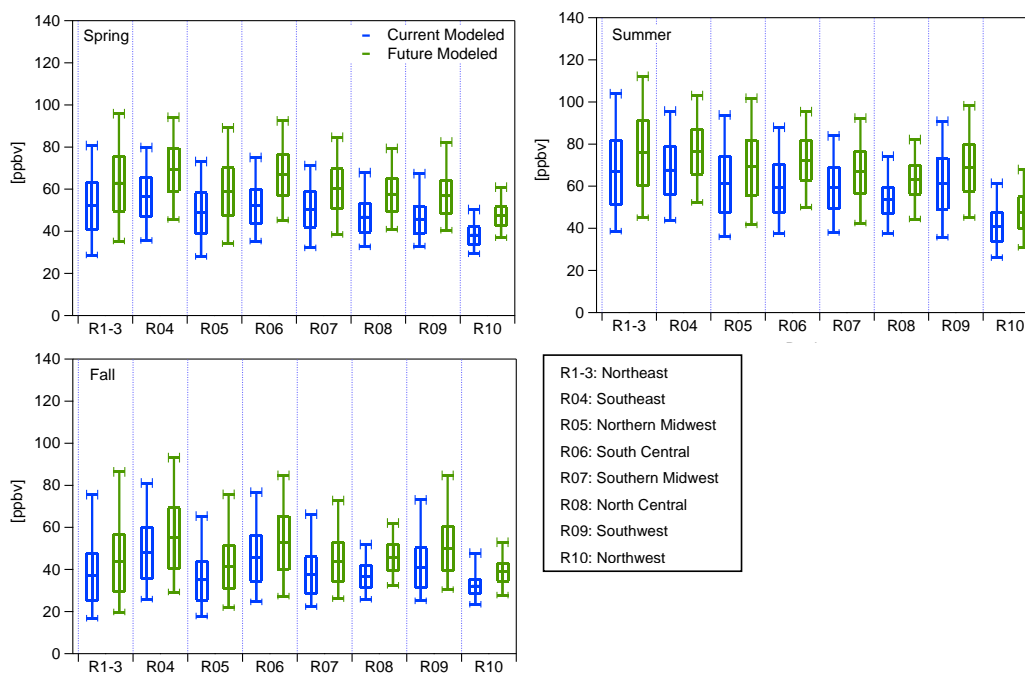 Spring
Current Modeled
Future Modeled
[ppbv]
140
120
100
80
60
40
20
0
R1-3 R04 R05 R06 R07 R08 R09 R10
Summer
[ppbv]
140
120
100
80
60
40
20
0
R1-3 R04 R05 R06 R07 R08 R09 R10
Fall
[ppbv]
140
120
100
80
60
40
20
0
R1-3 R04 R05 R06 R07 R08 R09 R10
R1-3: Northeast
R04: Southeast
R05: Northern Midwest
R06: South Central
R07: Southern Midwest
R08: North Central
R09: Southwest
R10: Northwest